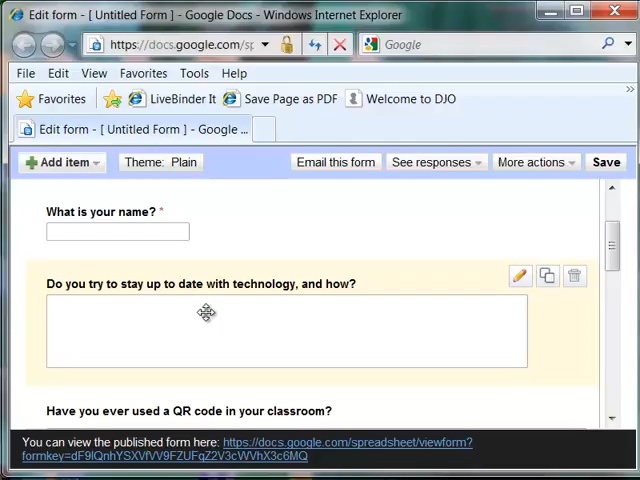 Edit form - [ Untitled Form ] - Google Docs - Windows Internet Explorer
https://docs.google.com/sp
Google
File Edit View Favorites Tools Help
Favorites LiveBinder It Save Page as PDF Welcome to DJO
Edit form - [ Untitled Form ] - Google ...
Add item Theme: Plain Email this form See responses More actions Save
What is your name? *
Do you try to stay up to date with technology, and how?
Have you ever used a QR code in your classroom?
You can view the published form here: https://docs.google.com/spreadsheet/viewform?